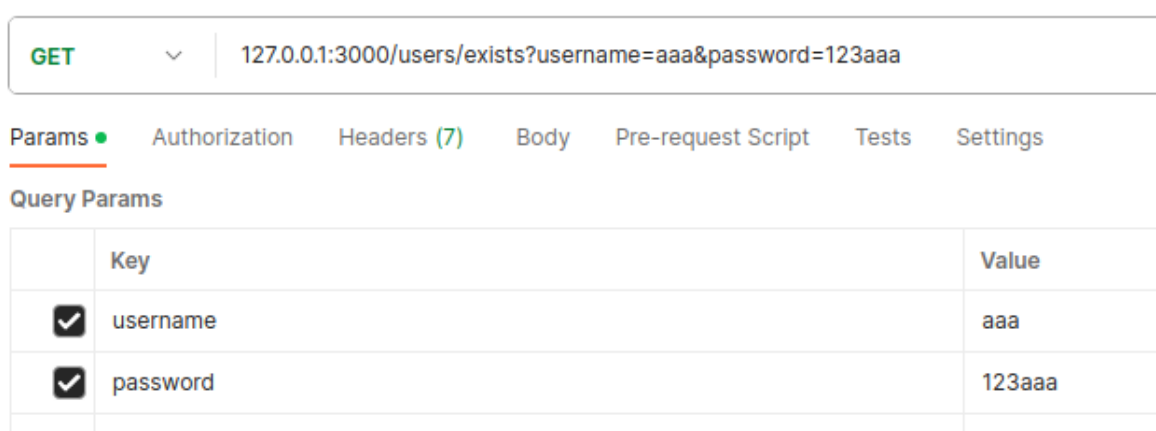 GET 127.0.0.1:3000/users/exists?username=aaa&password=123aaa
Params Authorization Headers (7) Body Pre-request Script Tests Settings
Query Params
Key Value
username aaa
password 123aaa